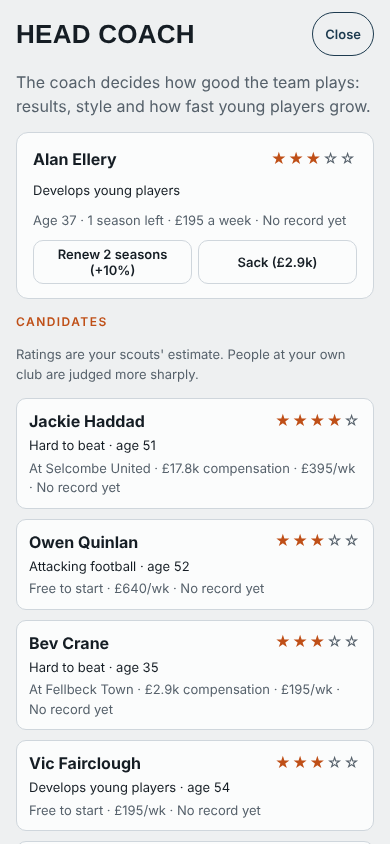 HEAD COACH
Close
The coach decides how good the team plays:
results, style and how fast young players grow.
Alan Ellery
★★★☆☆
Develops young players
Age 37 · 1 season left · £195 a week · No record yet
Renew 2 seasons
(+10%)
Sack (£2.9k)
CANDIDATES
Ratings are your scouts' estimate. People at your own
club are judged more sharply.
Jackie Haddad
★★★★☆
Hard to beat · age 51
At Selcombe United · £17.8k compensation · £395/wk
· No record yet
Owen Quinlan
★★★☆☆
Attacking football · age 52
Free to start · £640/wk · No record yet
Bev Crane
★★★☆☆
Hard to beat · age 35
At Fellbeck Town · £2.9k compensation · £195/wk ·
No record yet
Vic Fairclough
★★★☆☆
Develops young players · age 54
Free to start · £195/wk · No record yet